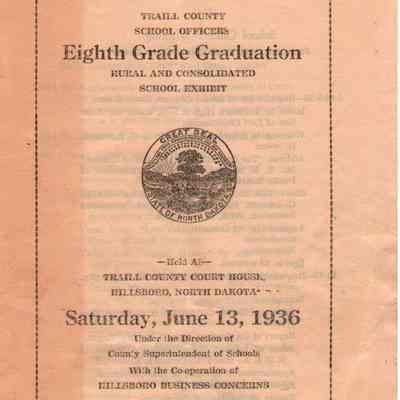 TRAILL COUNTY
SCHOOL OFFICERS
Eighth Grade Graduation
RURAL AND CONSOLIDATED
SCHOOL EXHIBIT
GREAT SEAL
STATE OF NORTH DAKOTA
—Held At—
TRAILL COUNTY COURT HOUSE,
HILLSBORO, NORTH DAKOTA
Saturday, June 13, 1936
Under the Direction of
County Superintendent of Schools
With the Co-operation of
HILLSBORO BUSINESS CONCERNS